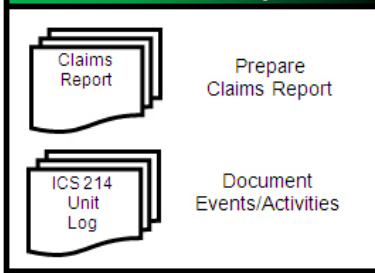 Claims
Report
Prepare
Claims Report
ICS 214
Unit
Log
Document
Events/Activities